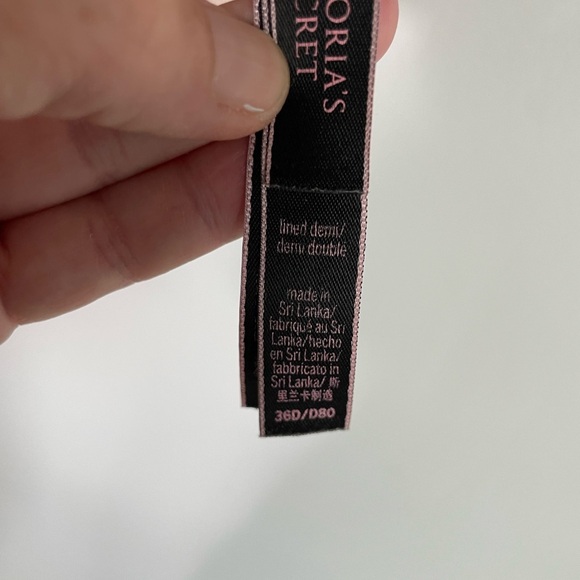 ORIA'S
CRET
lined demi/
demi doublé
made in
Sri Lanka/
fabriqué au Sri
Lanka/hecho
en Sri Lanka/
fabbricato in
Sri Lanka/ 斯
里兰卡制造
36D/D80